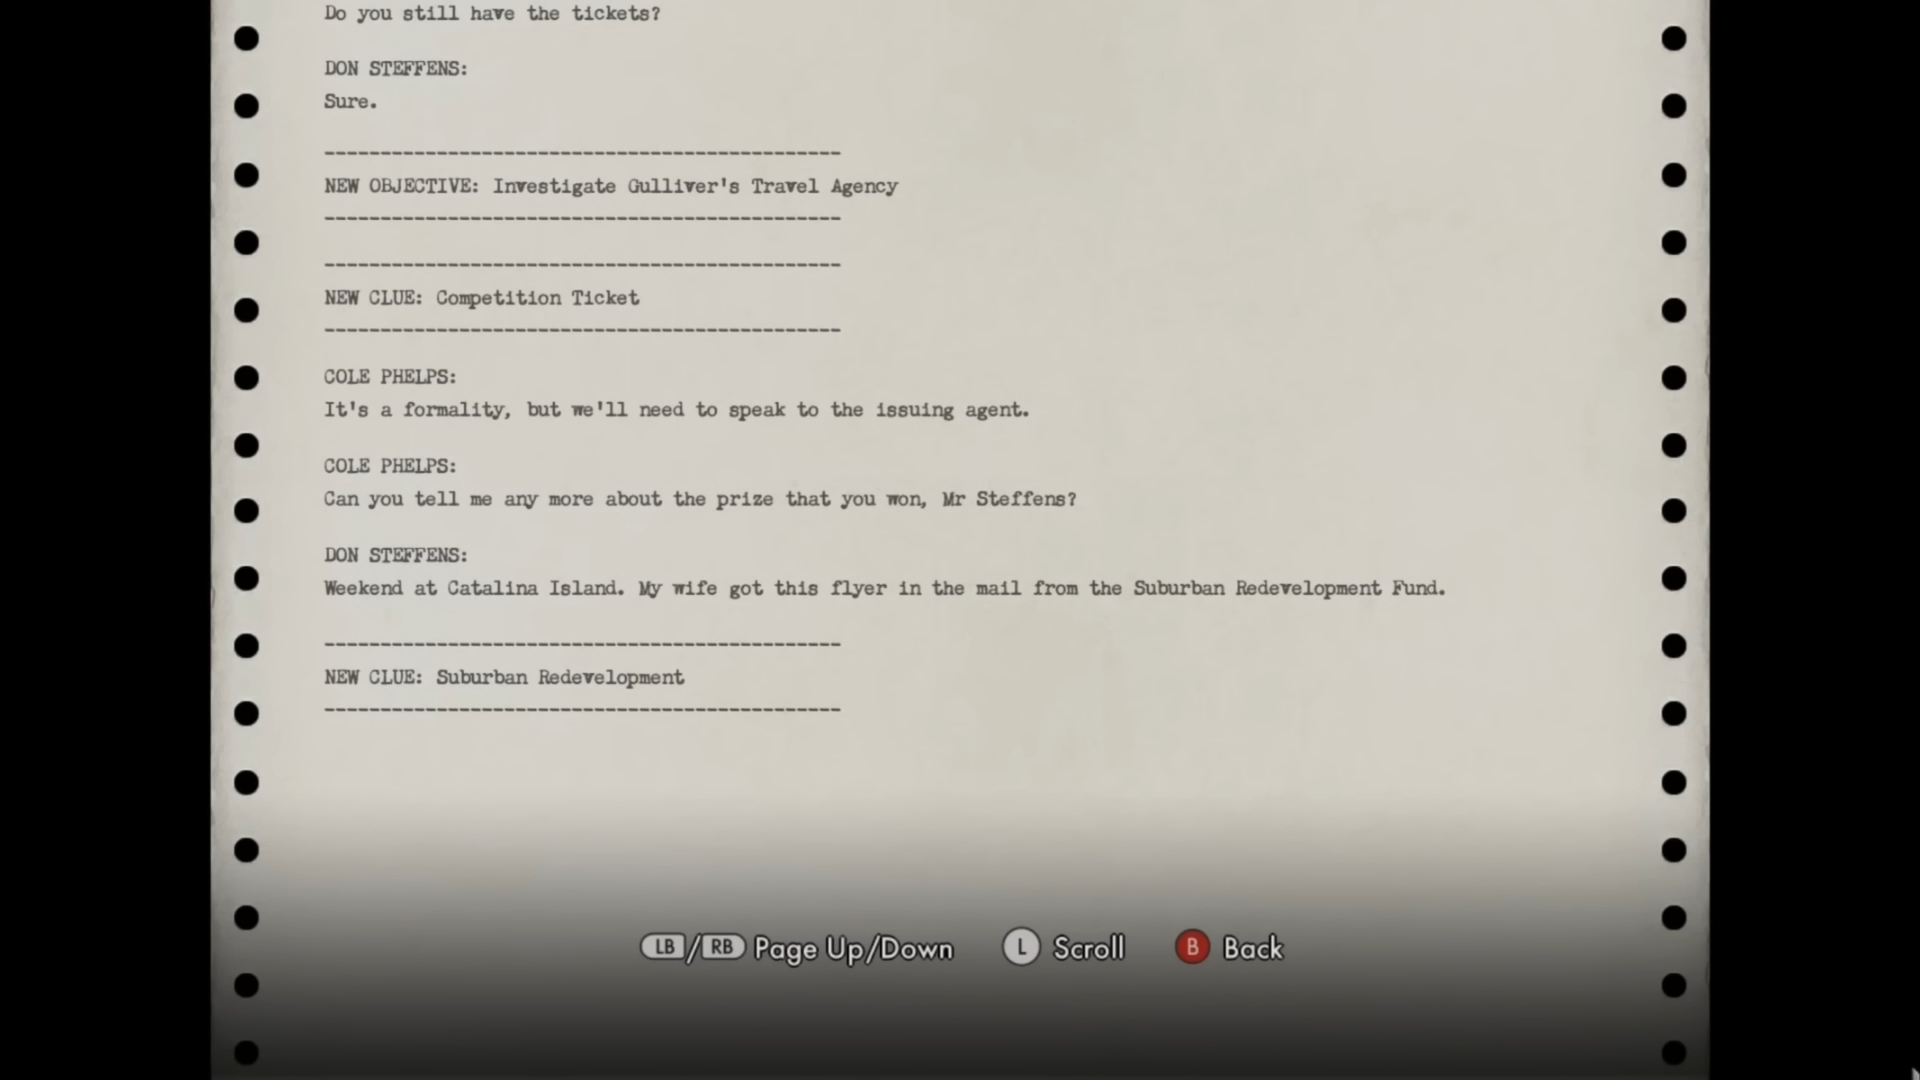 Do you still have the tickets?
DON STEFFENS:
Sure.
----------------------------------------------
NEW OBJECTIVE: Investigate Gulliver's Travel Agency
----------------------------------------------
----------------------------------------------
NEW CLUE: Competition Ticket
----------------------------------------------
COLE PHELPS:
It's a formality, but we'll need to speak to the issuing agent.
COLE PHELPS:
Can you tell me any more about the prize that you won, Mr Steffens?
DON STEFFENS:
Weekend at Catalina Island. My wife got this flyer in the mail from the Suburban Redevelopment Fund.
----------------------------------------------
NEW CLUE: Suburban Redevelopment
----------------------------------------------
LB/RB Page Up/Down L Scroll B Back